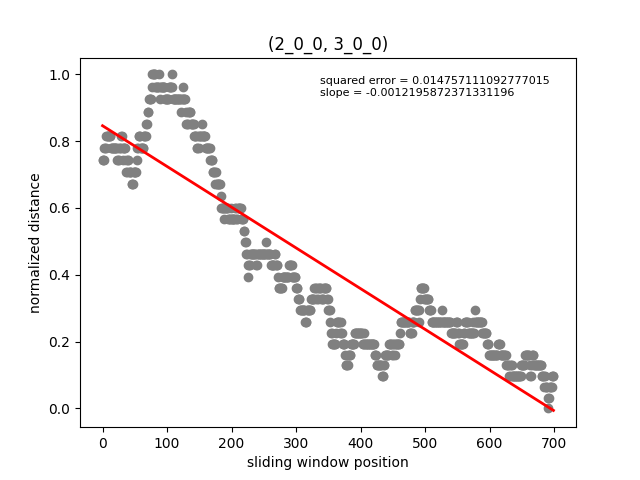 (2_0_0, 3_0_0)
squared error = 0.014757111092777015
slope = -0.0012195872371331196
normalized distance
1.0
0.8
0.6
0.4
0.2
0.0
0 100 200 300 400 500 600 700
sliding window position